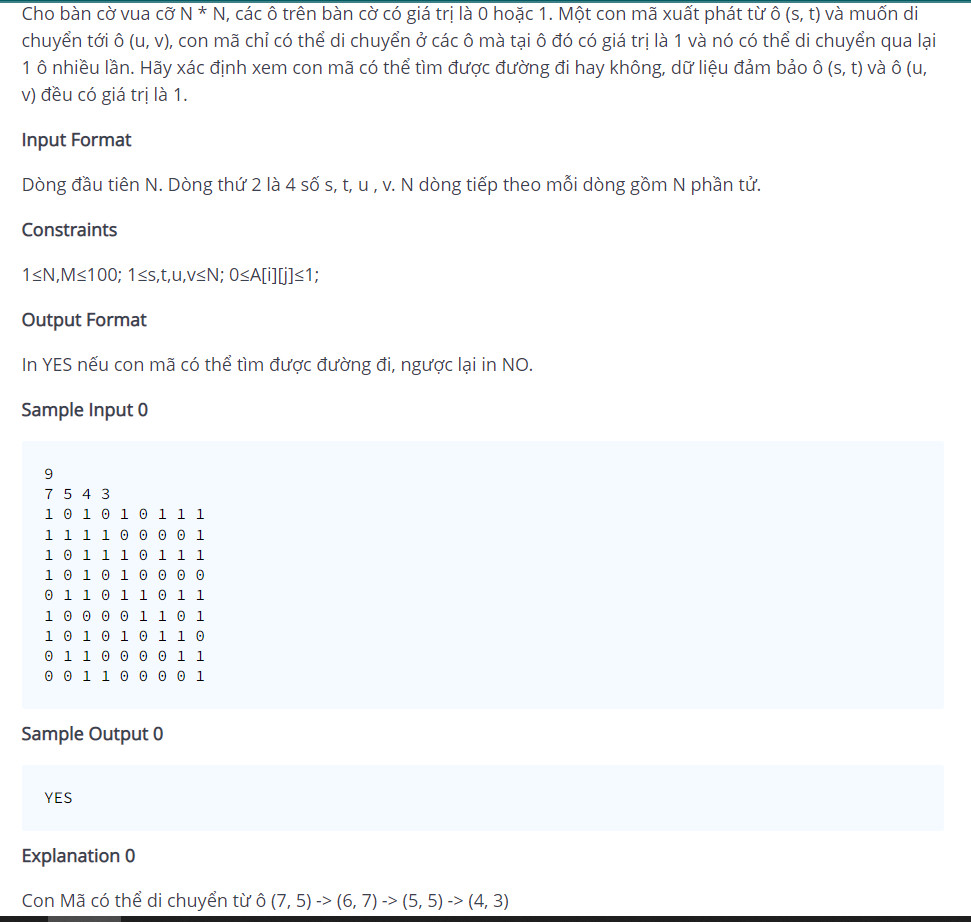 Cho bàn cờ vua cỡ N * N, các ô trên bàn cờ có giá trị là 0 hoặc 1. Một con mã xuất phát từ ô (s, t) và muốn di
chuyển tới ô (u, v), con mã chỉ có thể di chuyển ở các ô mà tại ô đó có giá trị là 1 và nó có thể di chuyển qua lại
1 ô nhiều lần. Hãy xác định xem con mã có thể tìm được đường đi hay không, dữ liệu đảm bảo ô (s, t) và ô (u,
v) đều có giá trị là 1.
Input Format
Dòng đầu tiên N. Dòng thứ 2 là 4 số s, t, u , v. N dòng tiếp theo mỗi dòng gồm N phần tử.
Constraints
1≤N,M≤100; 1≤s,t,u,v≤N; 0≤A[i][j]≤1;
Output Format
In YES nếu con mã có thể tìm được đường đi, ngược lại in NO.
Sample Input 0
9
7 5 4 3
1 0 1 0 1 0 1 1 1
1 1 1 1 0 0 0 0 1
1 0 1 1 1 0 1 1 1
1 0 1 0 1 0 0 0 0
0 1 1 0 1 1 0 1 1
1 0 0 0 0 1 1 0 1
1 0 1 0 1 0 1 1 0
0 1 1 0 0 0 0 1 1
0 0 1 1 0 0 0 0 1
Sample Output 0
YES
Explanation 0
Con Mã có thể di chuyển từ ô (7, 5) -> (6, 7) -> (5, 5) -> (4, 3)